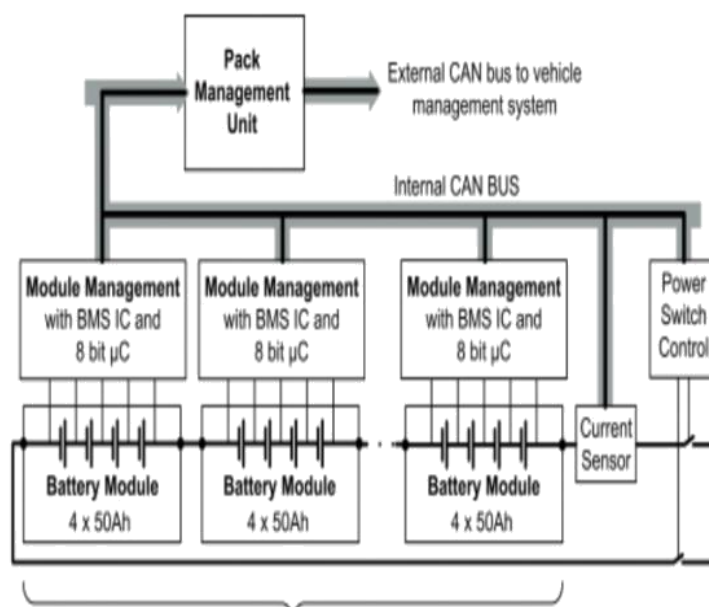 Pack
Management
Unit
External CAN bus to vehicle
management system
Internal CAN BUS
Module Management
with BMS IC and
8 bit µC
Module Management
with BMS IC and
8 bit µC
Module Management
with BMS IC and
8 bit µC
Power
Switch
Control
Battery Module
4 x 50Ah
Battery Module
4 x 50Ah
Battery Module
4 x 50Ah
Current
Sensor